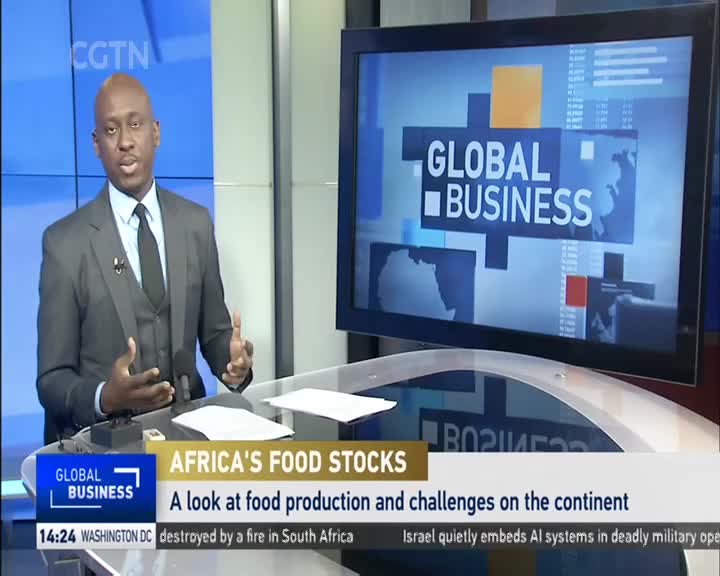 CGTN
GLOBAL
BUSINESS
AFRICA'S FOOD STOCKS
GLOBAL
BUSINESS
A look at food production and challenges on the continent
14:24 WASHINGTON DC destroyed by a fire in South Africa Israel quietly embeds AI systems in deadly military ope